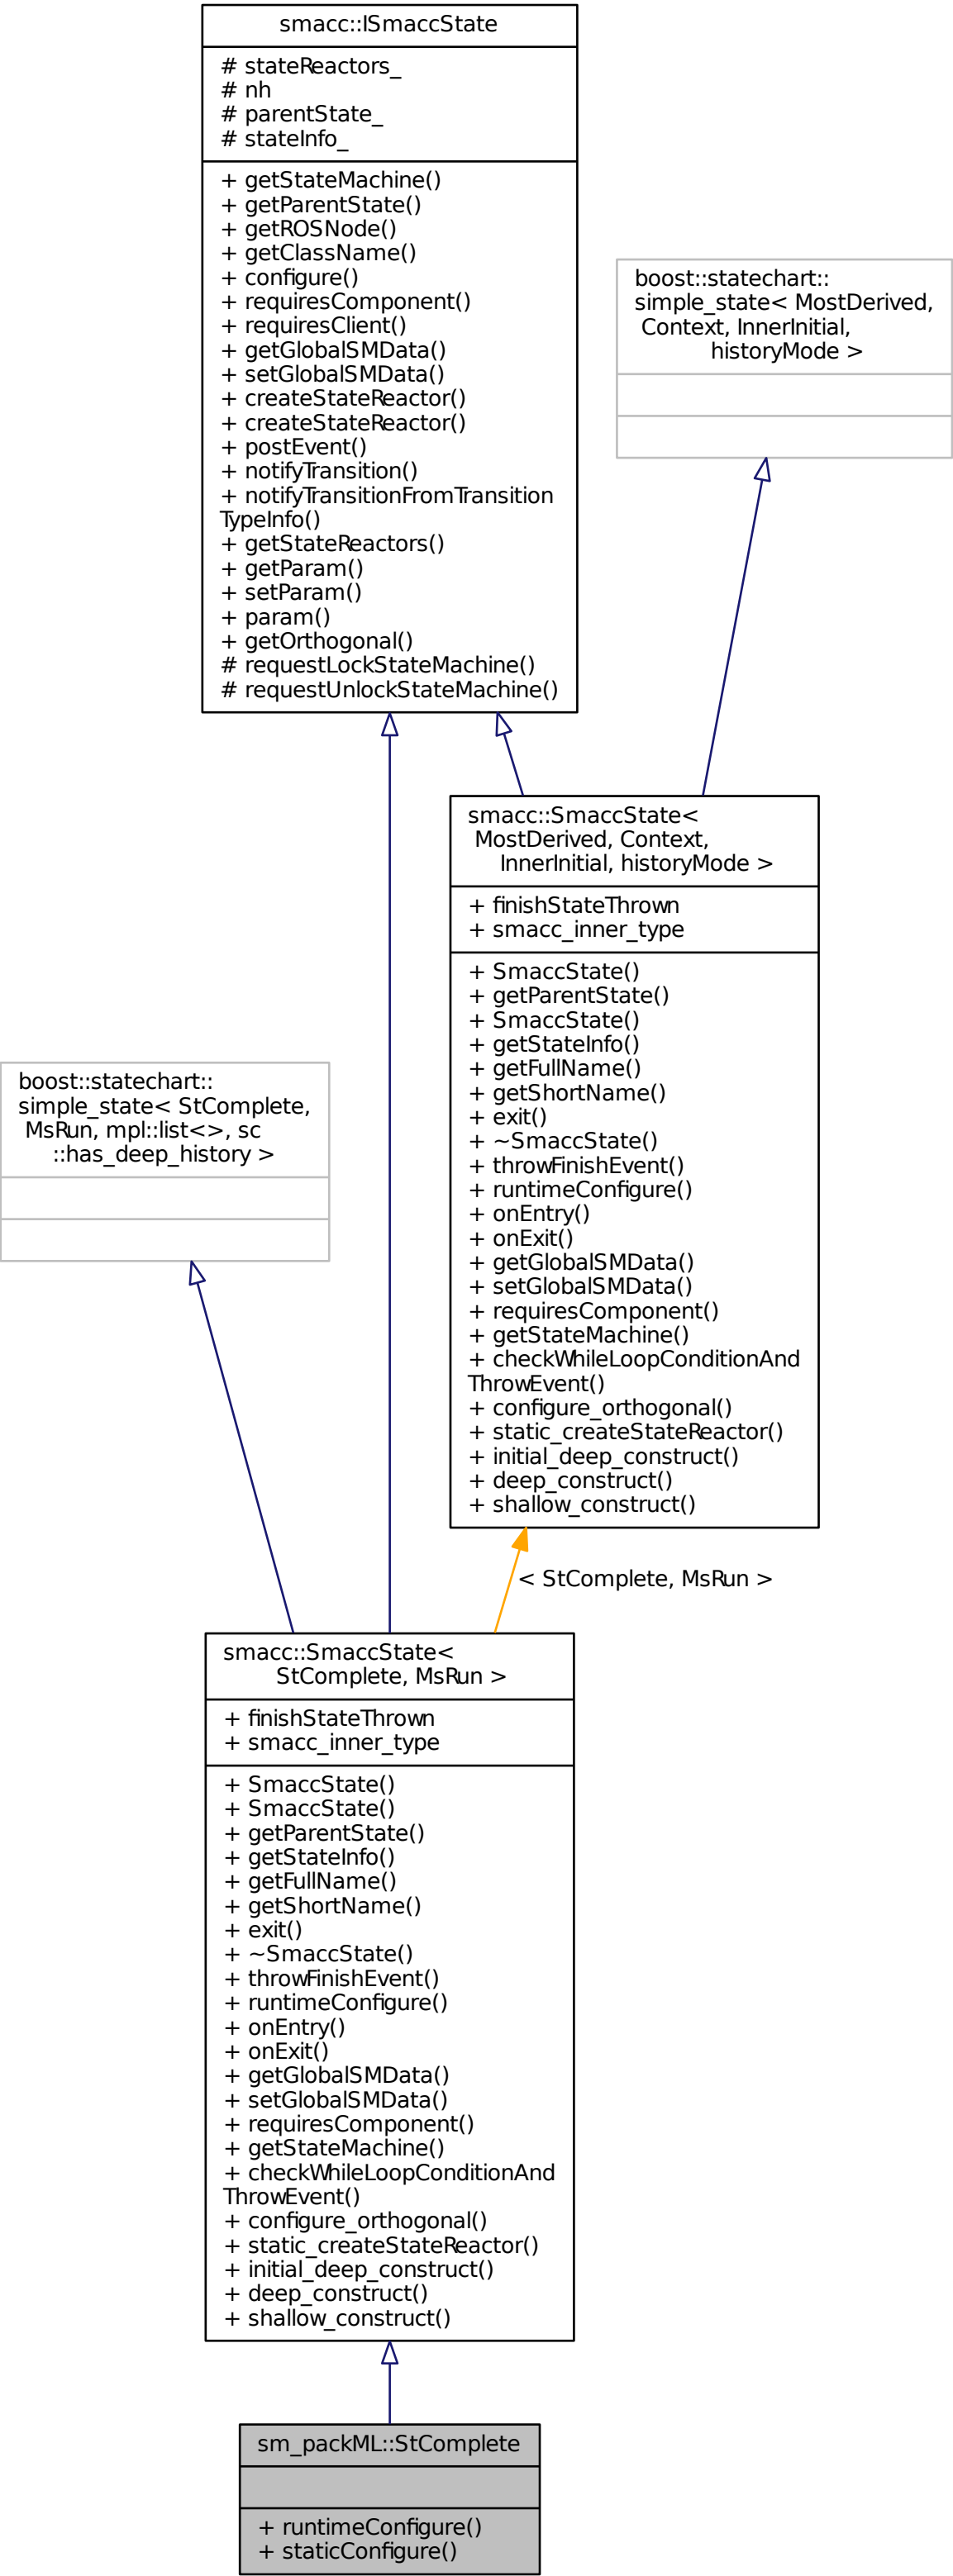 smacc::ISmaccState
# stateReactors_
# nh
# parentState_
# stateInfo_
+ getStateMachine()
+ getParentState()
+ getROSNode()
+ getClassName()
+ configure()
+ requiresComponent()
+ requiresClient()
+ getGlobalSMData()
+ setGlobalSMData()
+ createStateReactor()
+ createStateReactor()
+ postEvent()
+ notifyTransition()
+ notifyTransitionFromTransition
TypeInfo()
+ getStateReactors()
+ getParam()
+ setParam()
+ param()
+ getOrthogonal()
# requestLockStateMachine()
# requestUnlockStateMachine()
boost::statechart::
simple_state< MostDerived,
Context, InnerInitial,
historyMode >
smacc::SmaccState<
MostDerived, Context,
InnerInitial, historyMode >
+ finishStateThrown
+ smacc_inner_type
+ SmaccState()
+ getParentState()
+ SmaccState()
+ getStateInfo()
+ getFullName()
+ getShortName()
+ exit()
+ ~SmaccState()
+ throwFinishEvent()
+ runtimeConfigure()
+ onEntry()
+ onExit()
+ getGlobalSMData()
+ setGlobalSMData()
+ requiresComponent()
+ getStateMachine()
+ checkWhileLoopConditionAnd
ThrowEvent()
+ configure_orthogonal()
+ static_createStateReactor()
+ initial_deep_construct()
+ deep_construct()
+ shallow_construct()
boost::statechart::
simple_state< StComplete,
MsRun, mpl::list<>, sc
::has_deep_history >
< StComplete, MsRun >
smacc::SmaccState<
StComplete, MsRun >
+ finishStateThrown
+ smacc_inner_type
+ SmaccState()
+ SmaccState()
+ getParentState()
+ getStateInfo()
+ getFullName()
+ getShortName()
+ exit()
+ ~SmaccState()
+ throwFinishEvent()
+ runtimeConfigure()
+ onEntry()
+ onExit()
+ getGlobalSMData()
+ setGlobalSMData()
+ requiresComponent()
+ getStateMachine()
+ checkWhileLoopConditionAnd
ThrowEvent()
+ configure_orthogonal()
+ static_createStateReactor()
+ initial_deep_construct()
+ deep_construct()
+ shallow_construct()
sm_packML::StComplete
+ runtimeConfigure()
+ staticConfigure()